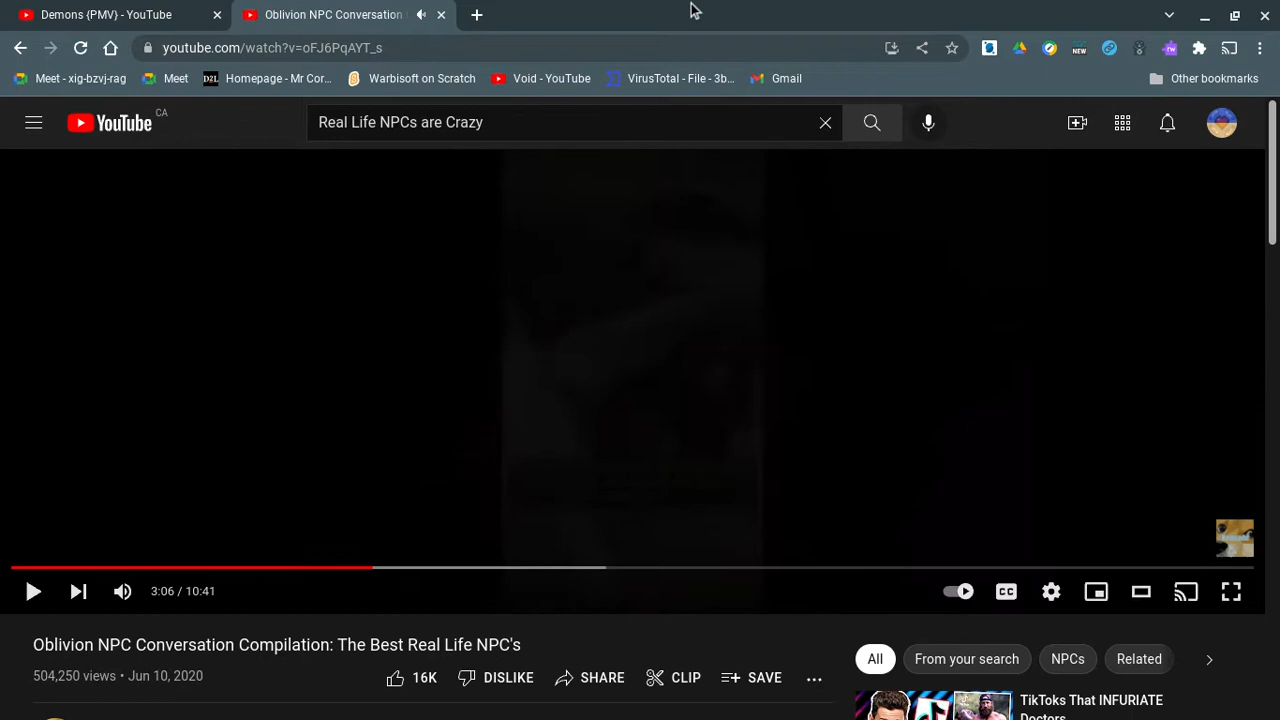 Demons {PMV} - YouTube
Oblivion NPC Conversation
youtube.com/watch?v=oFJ6PqAYT_s
Meet - xig-bzvj-rag
Meet
D2L Homepage - Mr Cor...
Warbisoft on Scratch
Void - YouTube
VirusTotal - File - 3b...
Gmail
Other bookmarks
YouTube CA
Real Life NPCs are Crazy
3:06 / 10:41
CC
Oblivion NPC Conversation Compilation: The Best Real Life NPC's
504,250 views • Jun 10, 2020
16K
DISLIKE
SHARE
CLIP
SAVE
All
From your search
NPCs
Related
TikToks That INFURIATE
Doctors